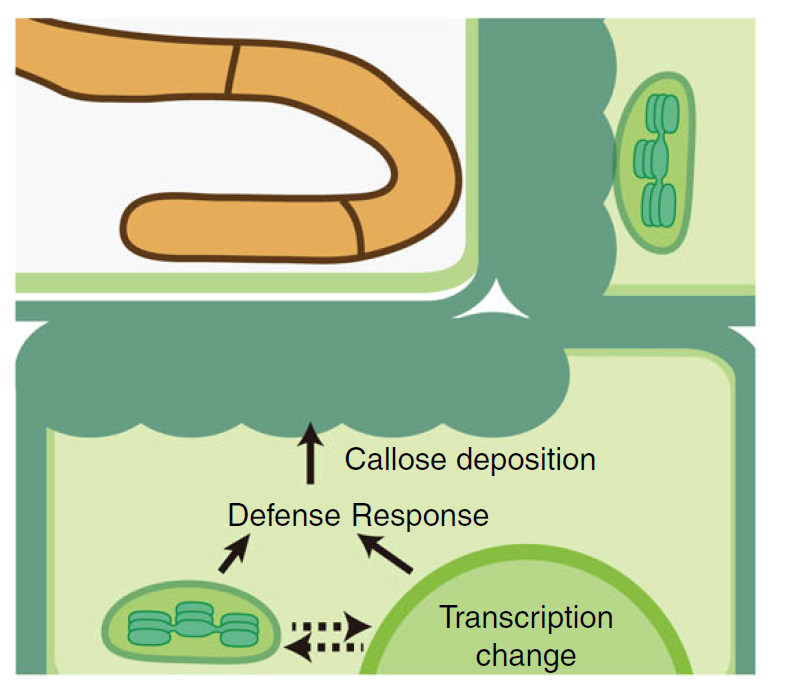 Callose deposition
Defense Response
Transcription
change